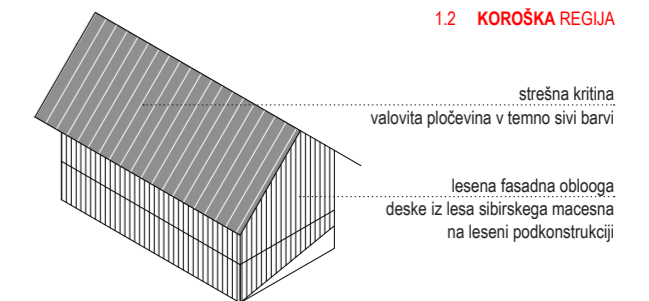 1.2 KOROŠKA REGIJA
strešna kritina
valovita pločevina v temno sivi barvi
lesena fasadna oblooga
deske iz lesa sibirskega macesna
na leseni podkonstrukciji